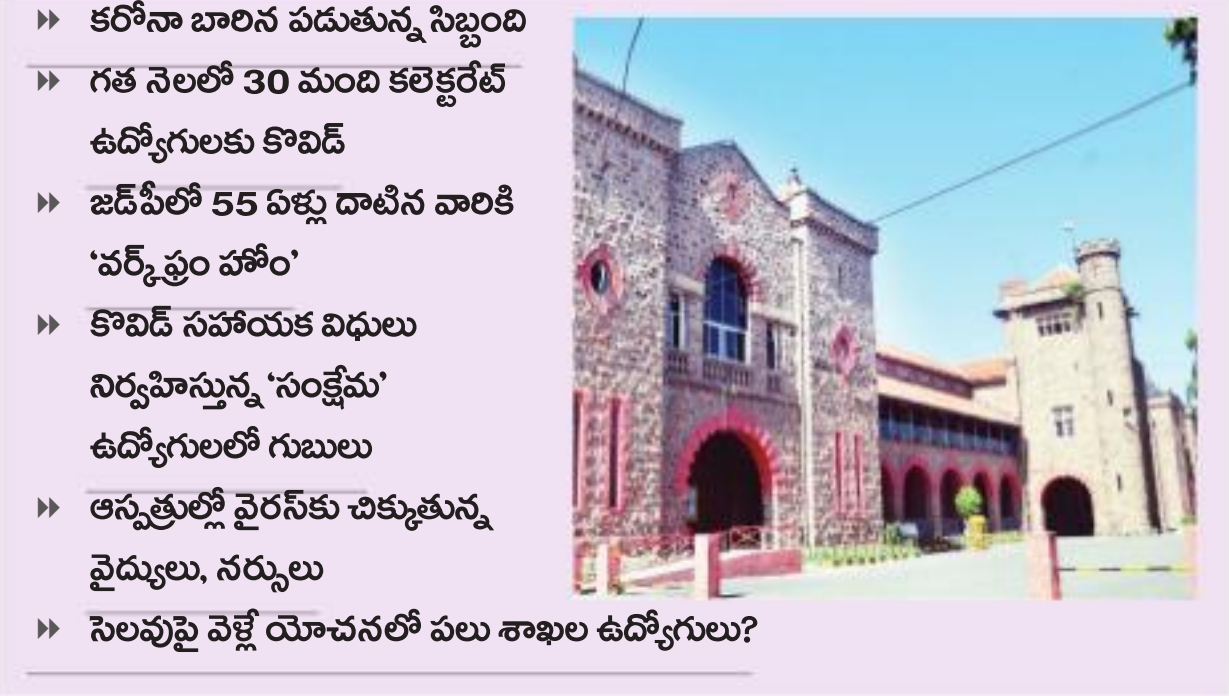 కరోనా బారిన పడుతున్న సిబ్బంది
గత నెలలో 30 మంది కలెక్టరేట్
ఉద్యోగులకు కొవిడ్
జడ్‌పీలో 55 ఏళ్లు దాటిన వారికి
‘వర్క్‌ఫ్రం హోం’
కొవిడ్ సహాయక విధులు
నిర్వహిస్తున్న ‘సంక్షేమ’
ఉద్యోగులలో గుబులు
ఆస్పత్రుల్లో వైరస్‌కు చిక్కుతున్న
వైద్యులు, నర్సులు
సెలవుపై వెళ్లే యోచనలో పలు శాఖల ఉద్యోగులు?